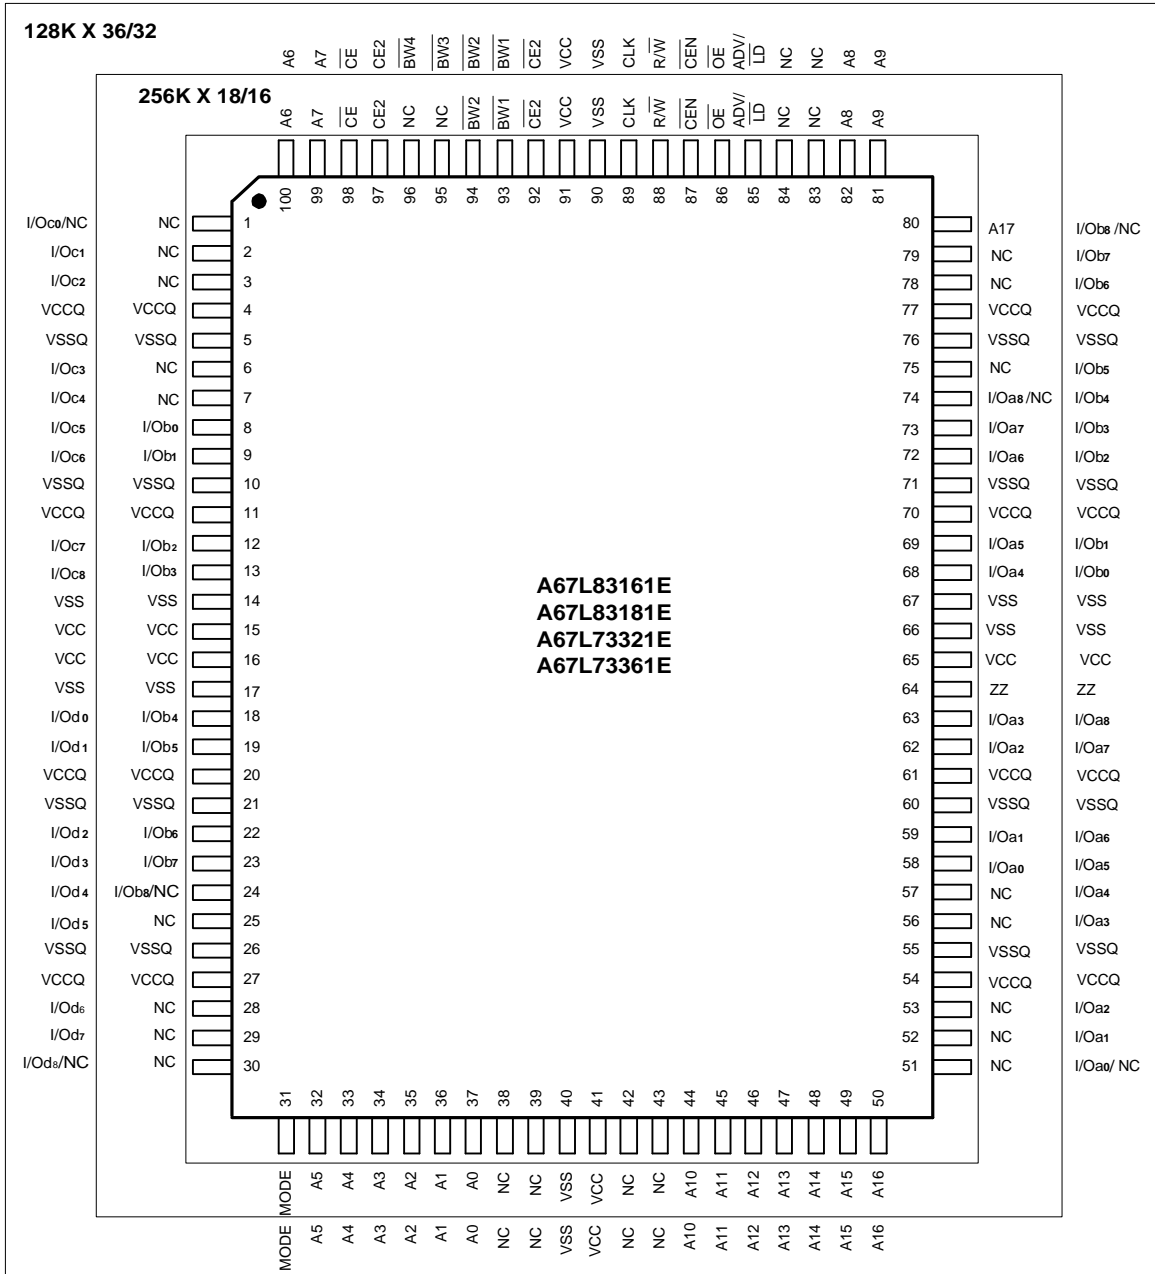 128K X 36/32
A6 A7 CE CE2 BW4 BW3 BW2 BW1 CE2 VCC VSS CLK R/W CEN OE ADV/LD NC NC A8 A9
256K X 18/16
A6 A7 CE CE2 NC NC BW2 BW1 CE2 VCC VSS CLK R/W CEN OE ADV/LD NC NC A8 A9
100 99 98 97 96 95 94 93 92 91 90 89 88 87 86 85 84 83 82 81
I/Oc0/NC NC 1 80 A17 I/Ob8 /NC
I/Oc1 NC 2 79 NC I/Ob7
I/Oc2 NC 3 78 NC I/Ob6
VCCQ VCCQ 4 77 VCCQ VCCQ
VSSQ VSSQ 5 76 VSSQ VSSQ
I/Oc3 NC 6 75 NC I/Ob5
I/Oc4 NC 7 74 I/Oa8 /NC I/Ob4
I/Oc5 I/Ob0 8 73 I/Oa7 I/Ob3
I/Oc6 I/Ob1 9 72 I/Oa6 I/Ob2
VSSQ VSSQ 10 71 VSSQ VSSQ
VCCQ VCCQ 11 70 VCCQ VCCQ
I/Oc7 I/Ob2 12 69 I/Oa5 I/Ob1
I/Oc8 I/Ob3 13 68 I/Oa4 I/Ob0
VSS VSS 14 67 VSS VSS
VCC VCC 15 66 VSS VSS
VCC VCC 16 65 VCC VCC
VSS VSS 17 64 ZZ ZZ
I/Od0 I/Ob4 18 63 I/Oa3 I/Oa8
I/Od1 I/Ob5 19 62 I/Oa2 I/Oa7
VCCQ VCCQ 20 61 VCCQ VCCQ
VSSQ VSSQ 21 60 VSSQ VSSQ
I/Od2 I/Ob6 22 59 I/Oa1 I/Oa6
I/Od3 I/Ob7 23 58 I/Oa0 I/Oa5
I/Od4 I/Ob8/NC 24 57 NC I/Oa4
I/Od5 NC 25 56 NC I/Oa3
VSSQ VSSQ 26 55 VSSQ VSSQ
VCCQ VCCQ 27 54 VCCQ VCCQ
I/Od6 NC 28 53 NC I/Oa2
I/Od7 NC 29 52 NC I/Oa1
I/Od8/NC NC 30 51 NC I/Oa0/ NC
A67L83161E
A67L83181E
A67L73321E
A67L73361E
31 32 33 34 35 36 37 38 39 40 41 42 43 44 45 46 47 48 49 50
MODE A5 A4 A3 A2 A1 A0 NC NC VSS VCC NC NC A10 A11 A12 A13 A14 A15 A16
MODE A5 A4 A3 A2 A1 A0 NC NC VSS VCC NC NC A10 A11 A12 A13 A14 A15 A16